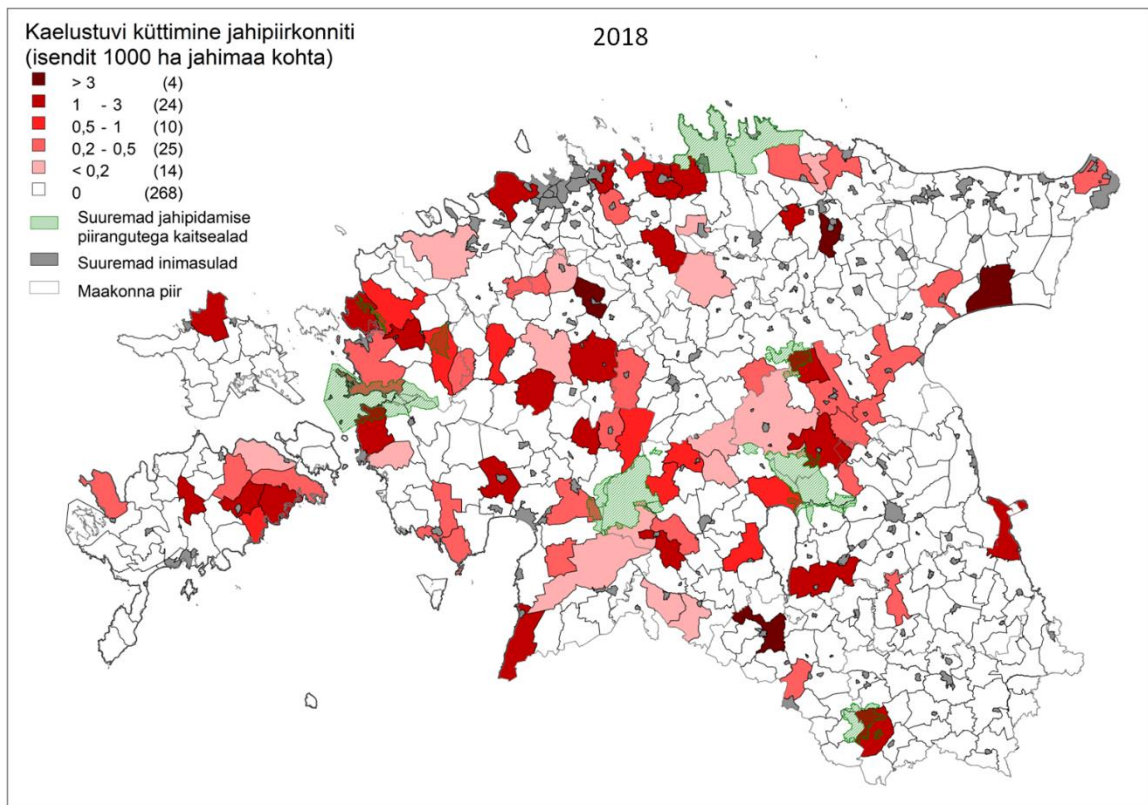 Kaelustuvi küttimine jahipiirkonniti
(isendit 1000 ha jahimaa kohta)
2018
> 3 (4)
1 - 3 (24)
0,5 - 1 (10)
0,2 - 0,5 (25)
< 0,2 (14)
0 (268)
Suuremad jahipidamise
piirangutega kaitsealad
Suuremad inimasulad
Maakonna piir